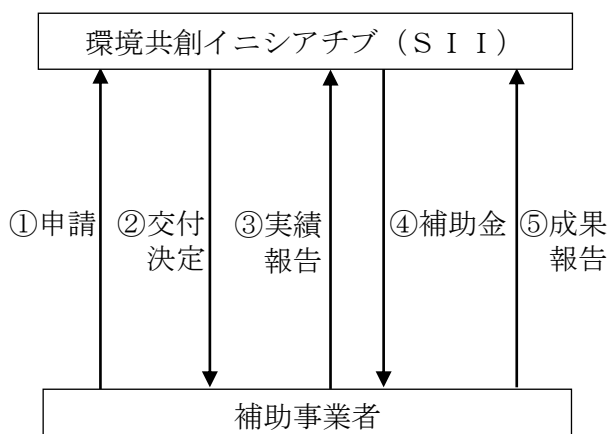 環境共創イニシアチブ（ＳＩＩ）
①申請
②交付
決定
③実績
報告
④補助金
⑤成果
報告
補助事業者